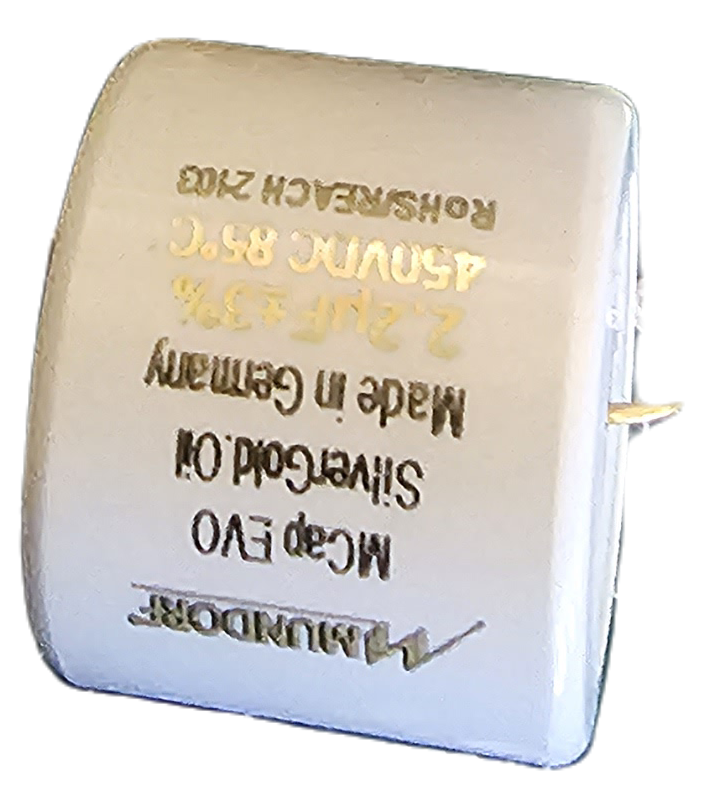 MUNDORF
MCap EVO
SilverGold.Oil
Made in Germany
2,2µF ±3%
450VDC 85°C
RoHS/REACH 2103